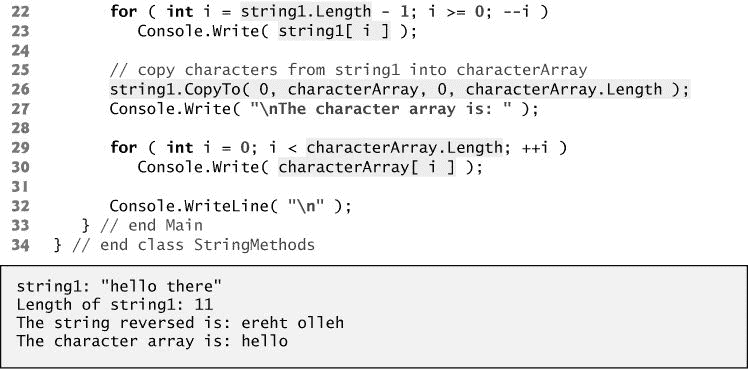 22 for ( int i = string1.Length - 1; i >= 0; --i )
23 Console.Write( string1[ i ] );
24
25 // copy characters from string1 into characterArray
26 string1.CopyTo( 0, characterArray, 0, characterArray.Length );
27 Console.Write( "\nThe character array is: " );
28
29 for ( int i = 0; i < characterArray.Length; ++i )
30 Console.Write( characterArray[ i ] );
31
32 Console.WriteLine( "\n" );
33 } // end Main
34 } // end class StringMethods
string1: "hello there"
Length of string1: 11
The string reversed is: ereht olleh
The character array is: hello